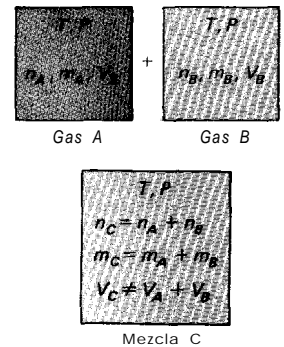 T, P
n_A, m_A, V_A
Gas A
+
T, P
n_B, m_B, V_B
Gas B
T, P
n_C = n_A + n_B
m_C = m_A + m_B
V_C ≠ V_A + V_B
Mezcla C